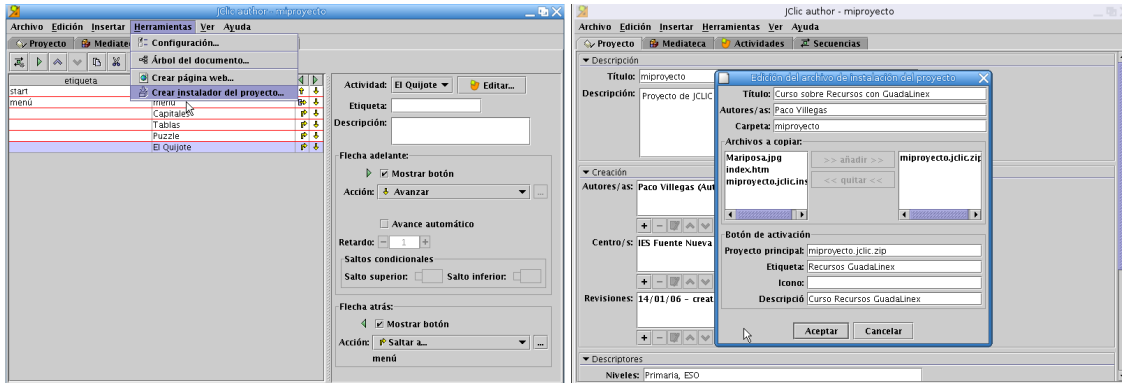 JClic author - miproyecto
Archivo Edición Insertar Herramientas Ver Ayuda
Proyecto Mediate
Configuración...
Árbol del documento...
Crear página web...
Crear instalador del proyecto...
etiqueta
start
menú menú
Capitales
Tablas
Puzzle
El Quijote
Actividad: El Quijote Editar...
Etiqueta:
Descripción:
Flecha adelante:
Mostrar botón
Acción: Avanzar ...
Avance automático
Retardo: 1
Saltos condicionales
Salto superior: Salto inferior:
Flecha atrás:
Mostrar botón
Acción: Saltar a... ...
menú
JClic author - miproyecto
Archivo Edición Insertar Herramientas Ver Ayuda
Proyecto Mediateca Actividades Secuencias
Descripción
Título: miproyecto
Descripción: Proyecto de JCLIC
Creación
Autores/as: Paco Villegas (Aut
Centro/s: IES Fuente Nueva
Revisiones: 14/01/06 - creat
Descriptores
Niveles: Primaria, ESO
Edición del archivo de instalación del proyecto
Título: Curso sobre Recursos con GuadaLinex
Autores/as: Paco Villegas
Carpeta: miproyecto
Archivos a copiar:
Mariposa.jpg
index.htm
miproyecto.jclic.ins
>> añadir >>
<< quitar <<
miproyecto.jclic.zip
Botón de activación
Proyecto principal: miproyecto.jclic.zip
Etiqueta: Recursos GuadaLinex
Icono:
Descripció Curso Recursos GuadaLinex
Aceptar Cancelar